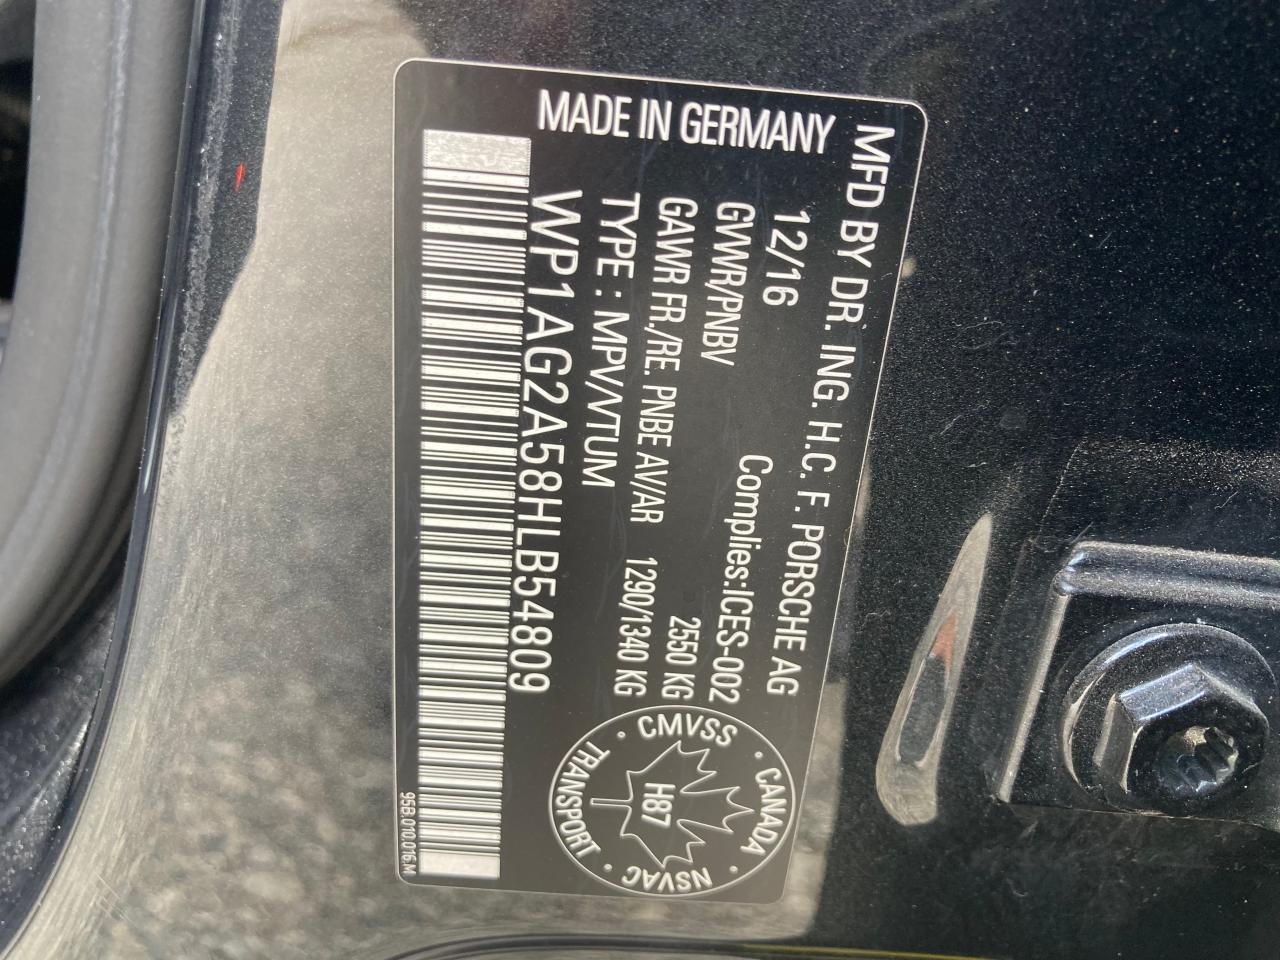 MFD BY DR. ING. H.C. F. PORSCHE AG
MADE IN GERMANY
12/16
Complies:ICES-002
GVWR/PNBV 2550 KG
GAWR FR./RE. PNBE AV/AR 1290/1340 KG
TYPE : MPV/VTUM
WP1AG2A58HLB54809
CANADA · CMVSS · TRANSPORT · NSVAC
H87
95B.010.016.M